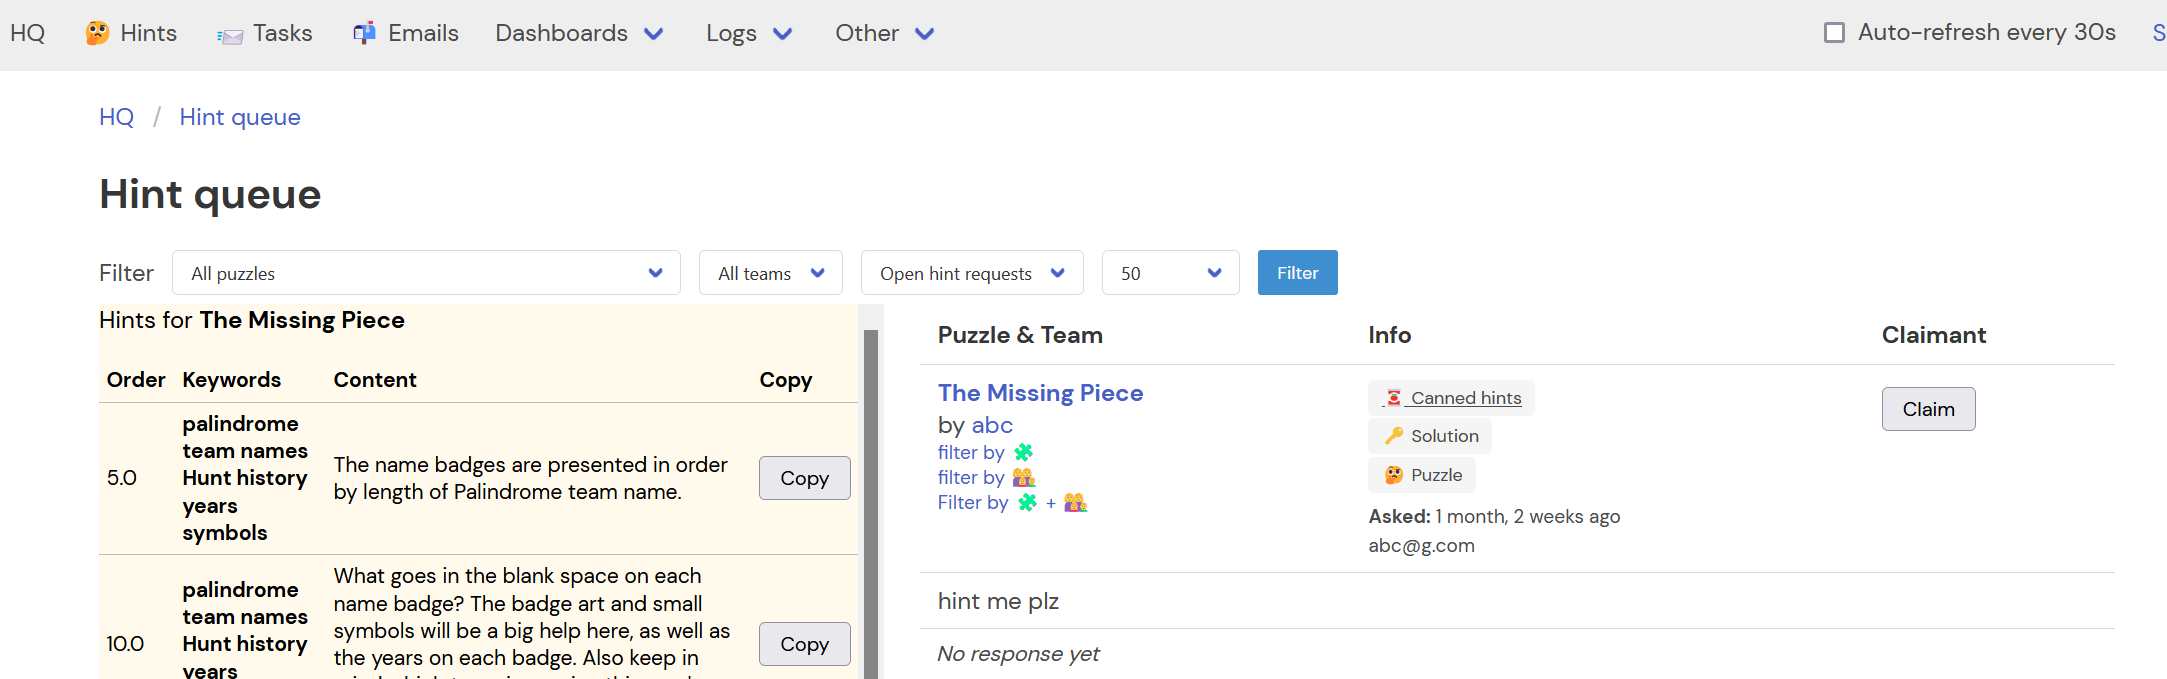 HQ Hints Tasks Emails Dashboards Logs Other Auto-refresh every 30s S
HQ / Hint queue
Hint queue
Filter All puzzles All teams Open hint requests 50 Filter
Hints for The Missing Piece
Order Keywords Content Copy
5.0
palindrome
team names
Hunt history
years
symbols
The name badges are presented in order
by length of Palindrome team name.
Copy
10.0
palindrome
team names
Hunt history
years
What goes in the blank space on each
name badge? The badge art and small
symbols will be a big help here, as well as
the years on each badge. Also keep in
Copy
Puzzle & Team Info Claimant
The Missing Piece
by abc
filter by
filter by
Filter by +
Canned hints
Solution
Puzzle
Asked: 1 month, 2 weeks ago
abc@g.com
Claim
hint me plz
No response yet